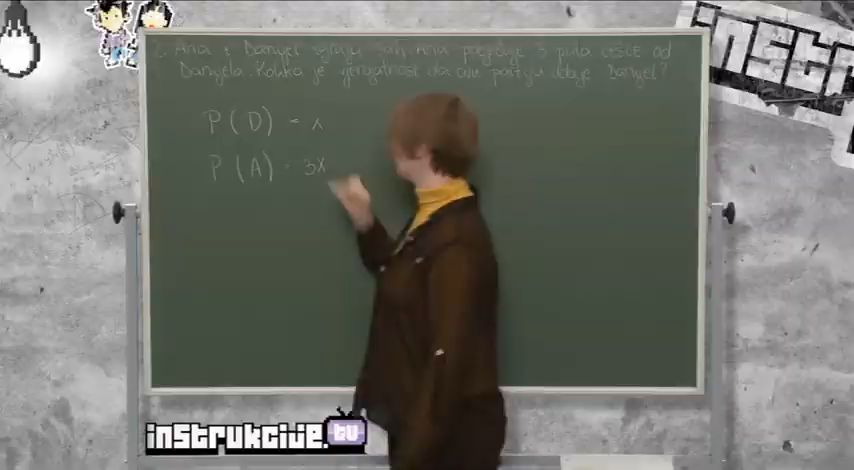 2. Ana i Danijel igraju šah. Ana pobjeđuje 3 puta češće od
Danijela. Kolika je vjerojatnost da ovu partiju dobije Danijel?
P(D) = x
P(A) = 3x
instrukcije.tv